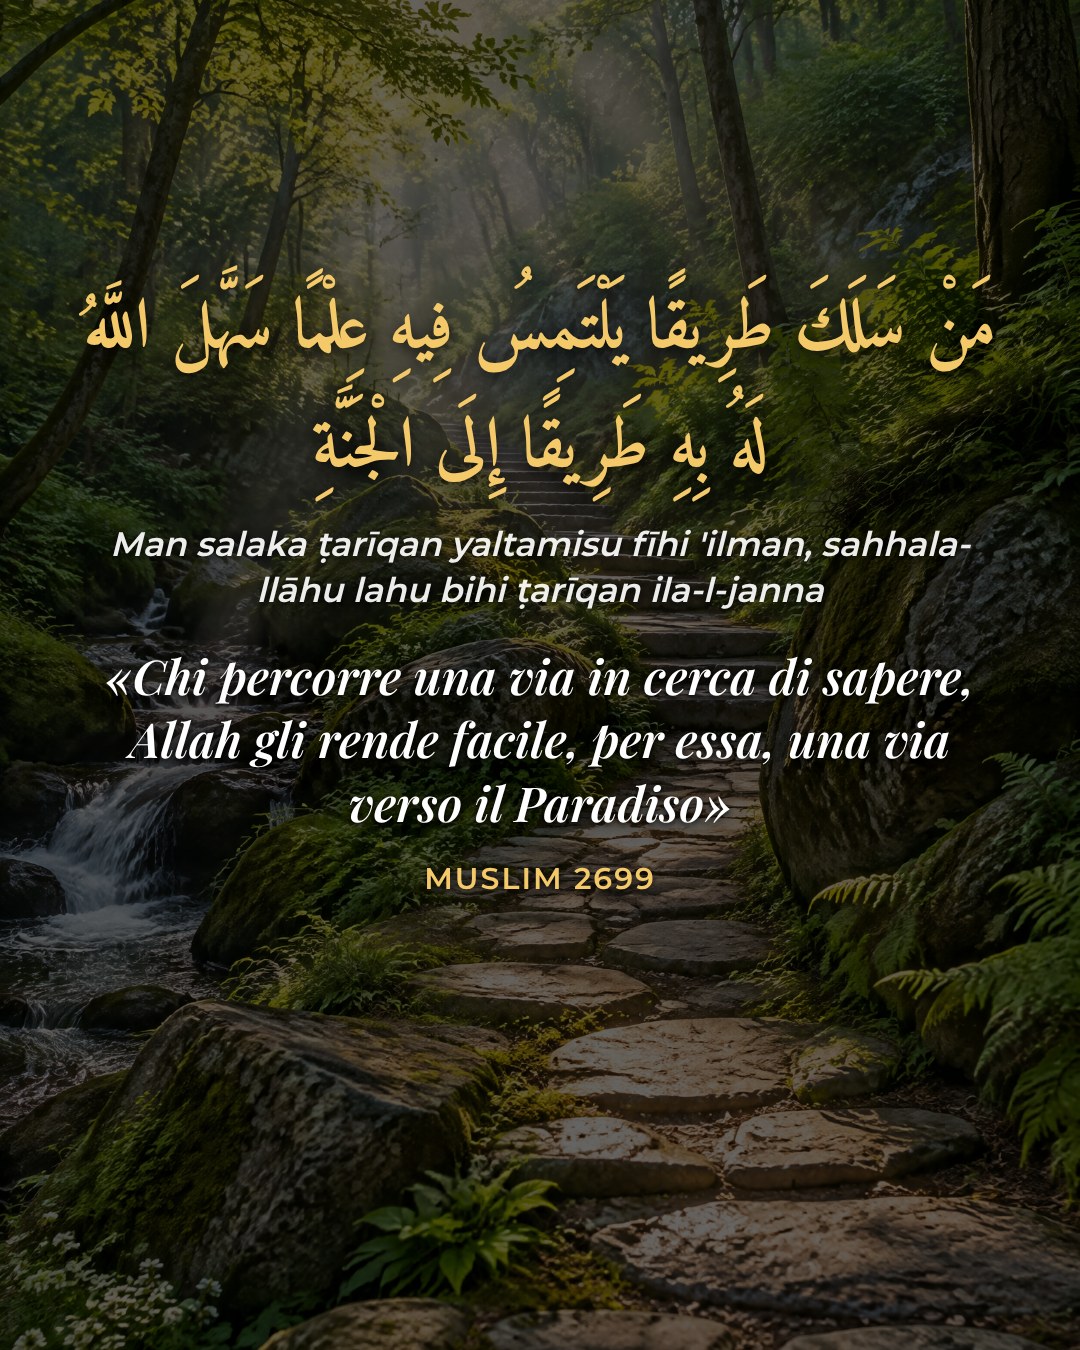 مَنْ سَلَكَ طَرِيقًا يَلْتَمِسُ فِيهِ عِلْمًا سَهَّلَ اللَّهُ
لَهُ بِهِ طَرِيقًا إِلَى الْجَنَّةِ
Man salaka ṭarīqan yaltamisu fīhi 'ilman, sahhala-
llāhu lahu bihi ṭarīqan ila-l-janna
«Chi percorre una via in cerca di sapere,
Allah gli rende facile, per essa, una via
verso il Paradiso»
MUSLIM 2699